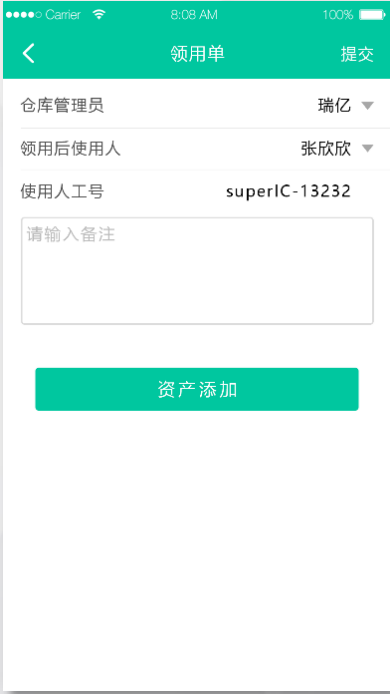 Carrier 8:08 AM 100%
领用单 提交
仓库管理员 瑞亿
领用后使用人 张欣欣
使用人工号 superIC-13232
请输入备注
资产添加